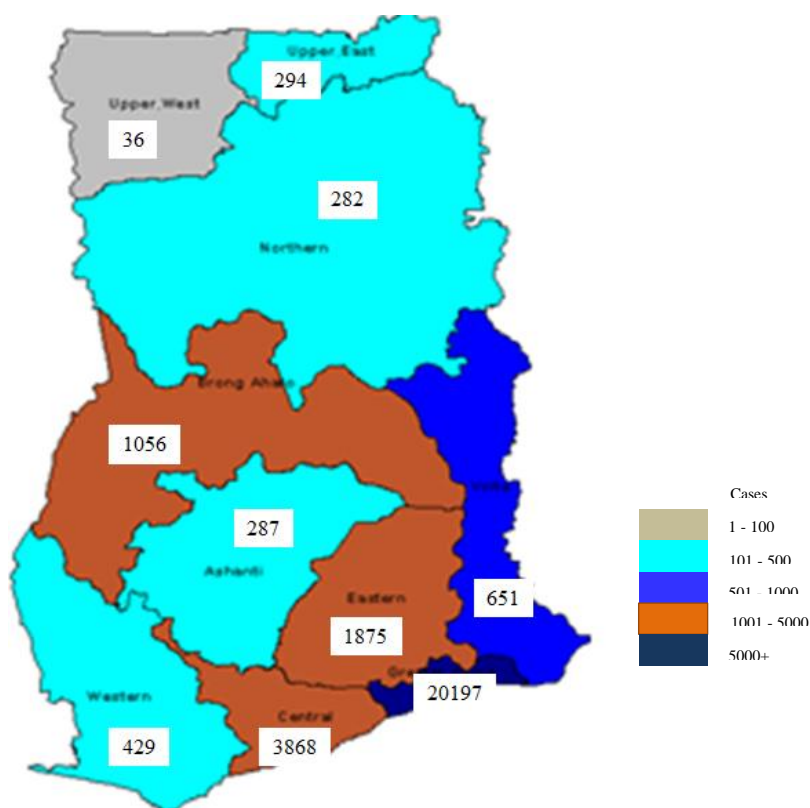 Upper East
294
Upper West
36
282
Northern
Brong Ahafo
1056
287
Ashanti
Eastern
1875
651
20197
Western
429
Central
3868
Cases
1 - 100
101 - 500
501 - 1000
1001 - 5000
5000+